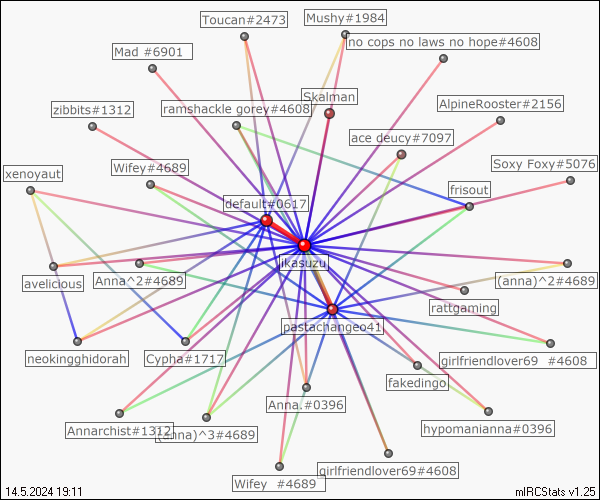 Toucan#2473
Mushy#1984
no cops no laws no hope#4608
Mad #6901
Skalman
zibbits#1312
ramshackle gorey#4608
AlpineRooster#2156
ace deucy#7097
Wifey#4689
Soxy Foxy#5076
xenoyaut
default#0617
frisout
ikasuzu
avelicious
Anna^2#4689
(anna)^2#4689
rattgaming
pastachangeo41
neokingghidorah
Cypha#1717
girlfriendlover69 #4608
fakedingo
Anna.#0396
Annarchist#1312
(anna)^3#4689
hypomanianna#0396
Wifey #4689
girlfriendlover69#4608
14.5.2024 19:11
mIRCStats v1.25